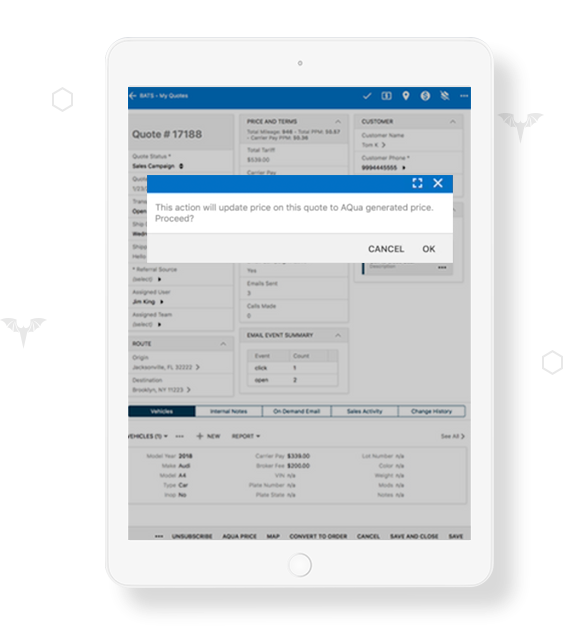 BATS - My Quotes
Quote # 17188
Quote Status *
Sales Campaign
1/23/
Open
Ship
Hello
* Referral Source
(select)
Assigned User
Jim King
Assigned Team
(select)
ROUTE
Origin
Jacksonville, FL 32222
Destination
Brooklyn, NY 11223
PRICE AND TERMS
Total Mileage: 949 - Total PPM: $0.57
- Carrier Pay PPM: $0.36
Total Tariff
$539.00
Carrier Pay
Yes
Emails Sent
3
Calls Made
0
EMAIL EVENT SUMMARY
Event Count
click 1
open 2
CUSTOMER
Customer Name
Tom K
Customer Phone *
9994445555
Description
This action will update price on this quote to AQua generated price.
Proceed?
CANCEL OK
Vehicles Internal Notes On Demand Email Sales Activity Change History
VEHICLES (1) ••• + NEW REPORT See All
Model Year 2018 Carrier Pay $339.00 Lot Number n/a
Make Audi Broker Fee $200.00 Color n/a
Model A4 VIN n/a Weight n/a
Type Car Plate Number n/a Mods n/a
Inop No Plate State n/a Notes n/a
••• UNSUBSCRIBE AQUA PRICE MAP CONVERT TO ORDER CANCEL SAVE AND CLOSE SAVE